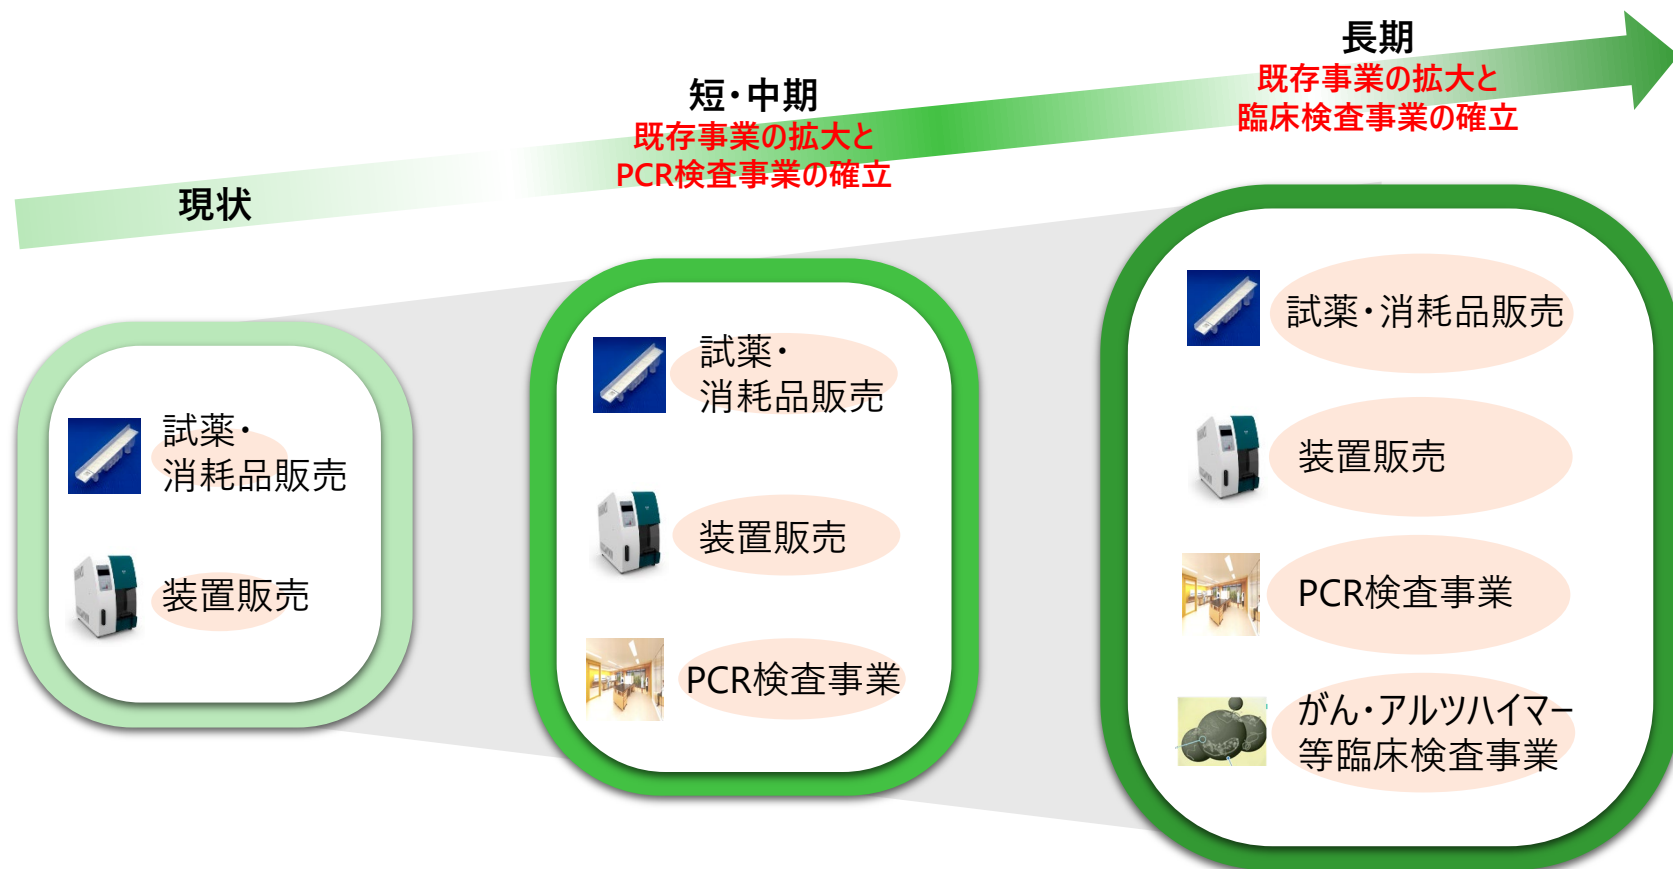 現状
試薬・
消耗品販売
装置販売
短・中期
既存事業の拡大と
PCR検査事業の確立
試薬・
消耗品販売
装置販売
PCR検査事業
長期
既存事業の拡大と
臨床検査事業の確立
試薬・消耗品販売
装置販売
PCR検査事業
がん・アルツハイマー
等臨床検査事業